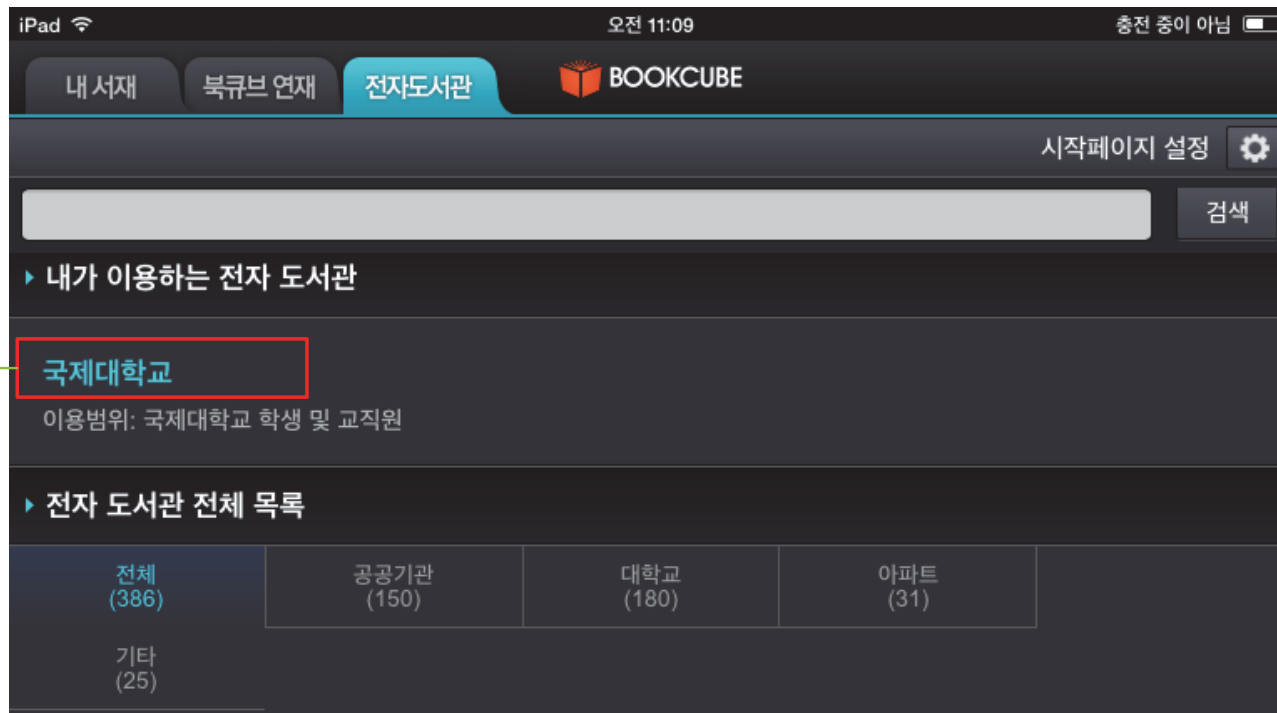 iPad 오전 11:09 충전 중이 아님
내 서재 북큐브 연재 전자도서관 BOOKCUBE
시작페이지 설정
검색
내가 이용하는 전자 도서관
국제대학교
이용범위: 국제대학교 학생 및 교직원
전자 도서관 전체 목록
전체 공공기관 대학교 아파트
(386) (150) (180) (31)
기타
(25)